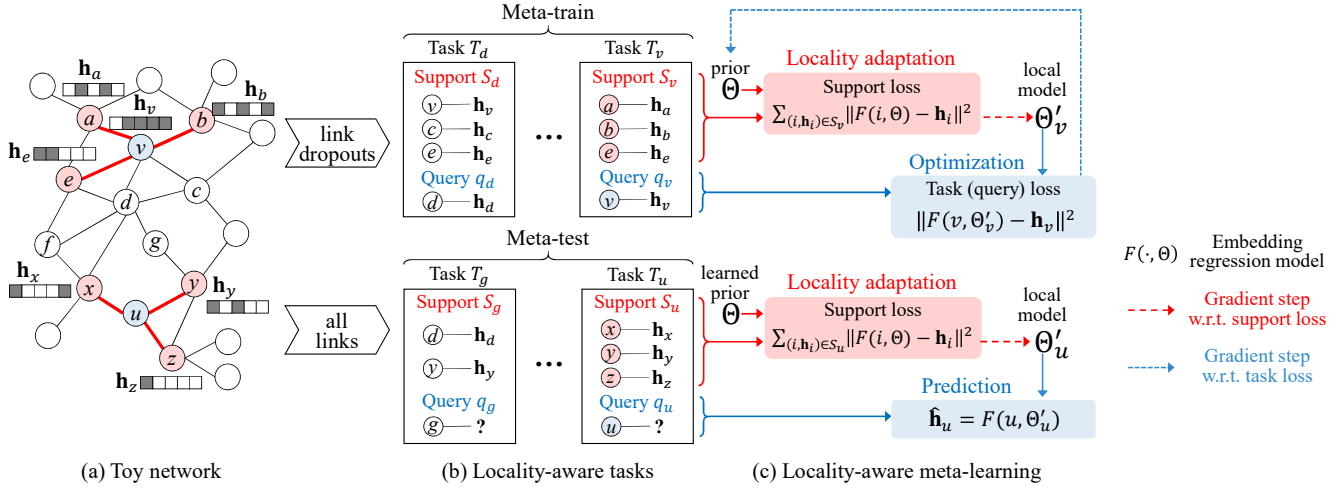 h_a
h_v
h_b
a
b
v
h_e
e
d
c
f
g
h_x
x
y
h_y
u
z
h_z
(a) Toy network
link
dropouts
all
links
Meta-train
Task T_d
Support S_d
v h_v
c h_c
e h_e
Query q_d
d h_d
...
Task T_v
Support S_v
a h_a
b h_b
e h_e
Query q_v
v h_v
Meta-test
Task T_g
Support S_g
d h_d
y h_y
Query q_g
g ?
...
Task T_u
Support S_u
x h_x
y h_y
z h_z
Query q_u
u ?
(b) Locality-aware tasks
prior
Θ
Locality adaptation
Support loss
∑_{(i,h_i)∈S_v} ‖F(i, Θ) − h_i‖²
local
model
Θ′_v
Optimization
Task (query) loss
‖F(v, Θ′_v) − h_v‖²
learned
prior
Θ
Locality adaptation
Support loss
∑_{(i,h_i)∈S_u} ‖F(i, Θ) − h_i‖²
local
model
Θ′_u
Prediction
ĥ_u = F(u, Θ′_u)
(c) Locality-aware meta-learning
F(·, Θ) Embedding
regression model
Gradient step
w.r.t. support loss
Gradient step
w.r.t. task loss